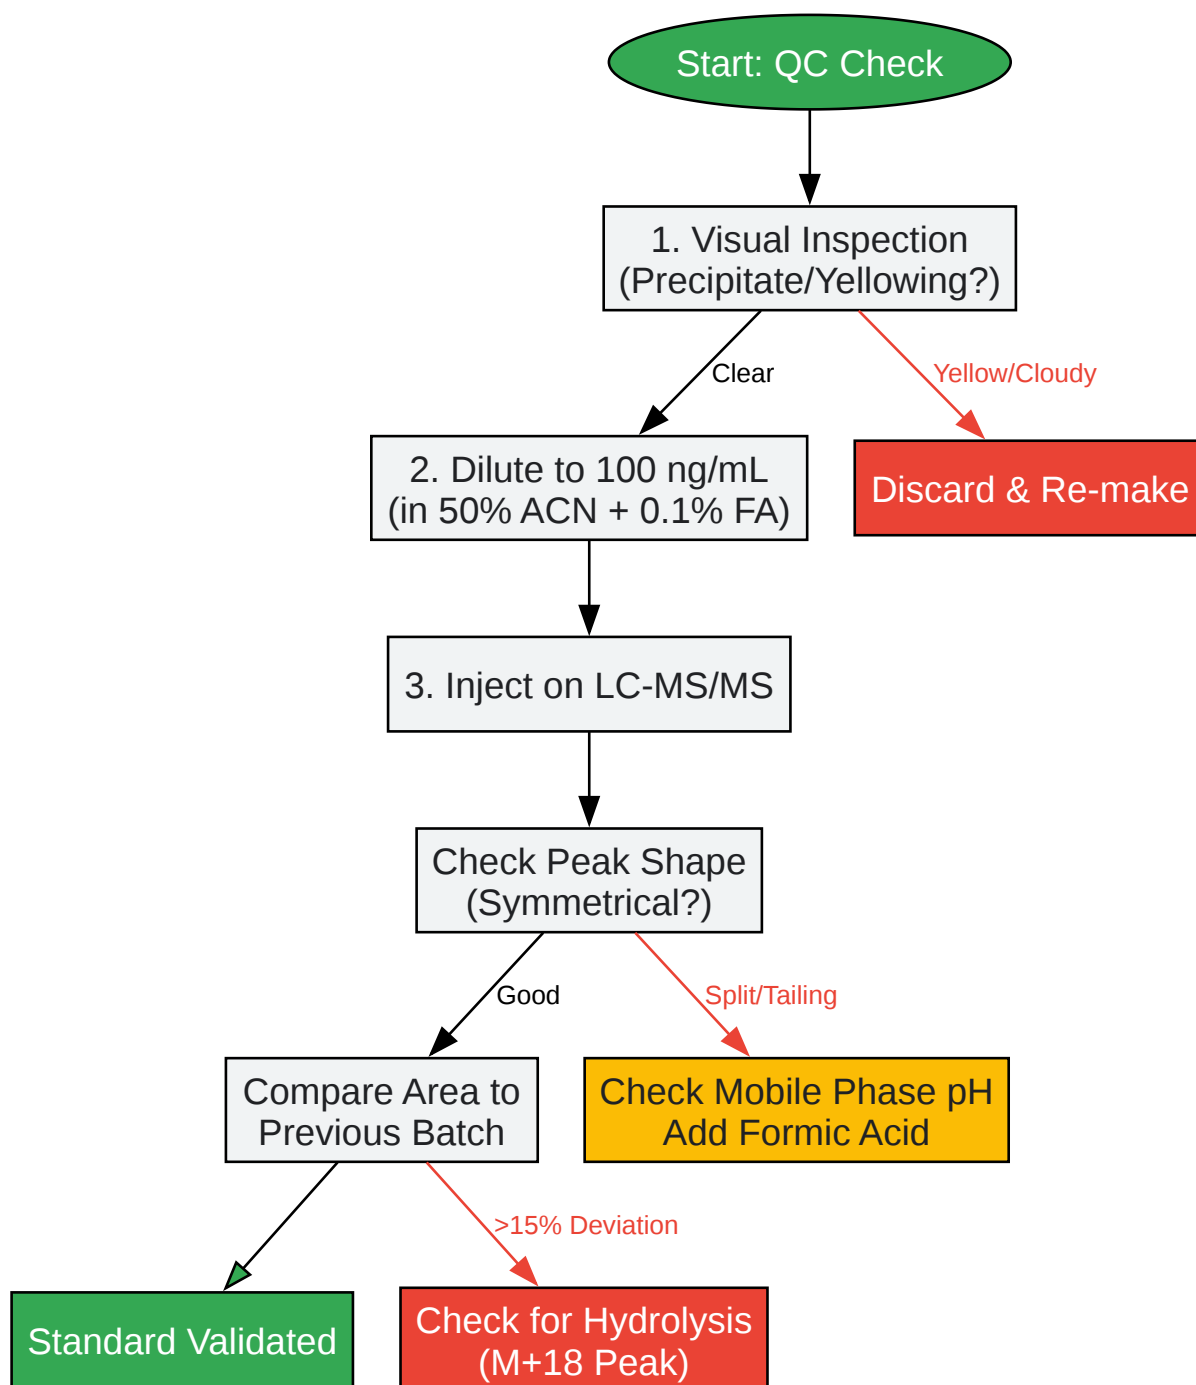 Start: QC Check
1. Visual Inspection
(Precipitate/Yellowing?)
Clear
Yellow/Cloudy
2. Dilute to 100 ng/mL
(in 50% ACN + 0.1% FA)
Discard & Re-make
3. Inject on LC-MS/MS
Check Peak Shape
(Symmetrical?)
Good
Split/Tailing
Compare Area to
Previous Batch
Check Mobile Phase pH
Add Formic Acid
>15% Deviation
Standard Validated
Check for Hydrolysis
(M+18 Peak)